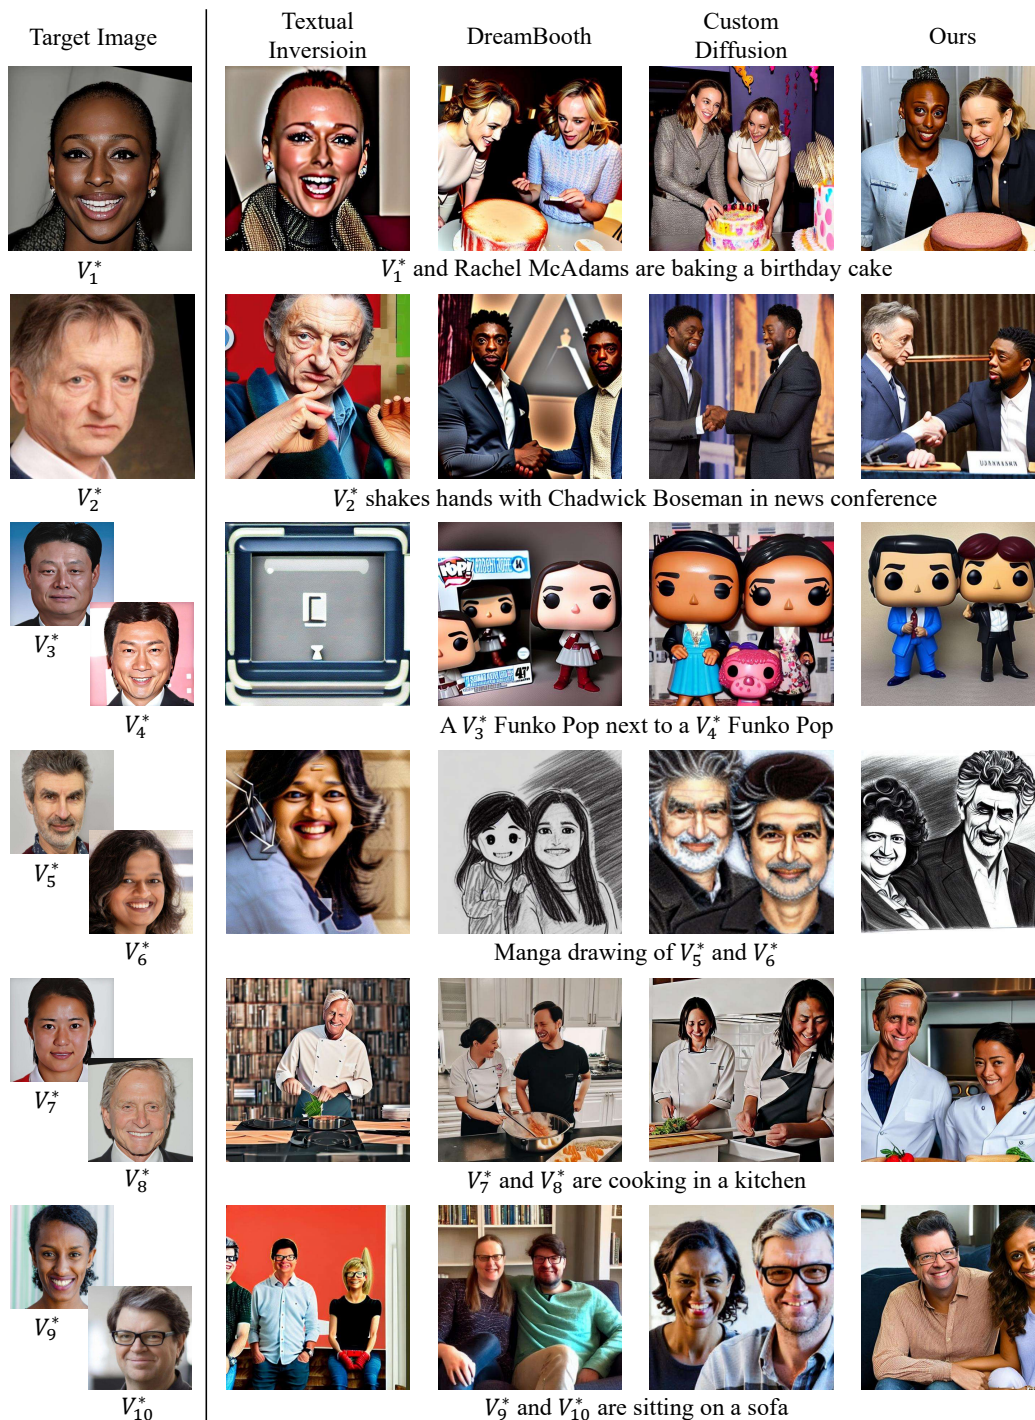 Target Image
Textual
Inversioin
DreamBooth
Custom
Diffusion
Ours
V₁*
V₁* and Rachel McAdams are baking a birthday cake
V₂*
V₂* shakes hands with Chadwick Boseman in news conference
POP!
V₃*
V₄*
A V₃* Funko Pop next to a V₄* Funko Pop
V₅*
V₆*
Manga drawing of V₅* and V₆*
V₇*
V₈*
V₇* and V₈* are cooking in a kitchen
V₉*
V₁₀*
V₉* and V₁₀* are sitting on a sofa